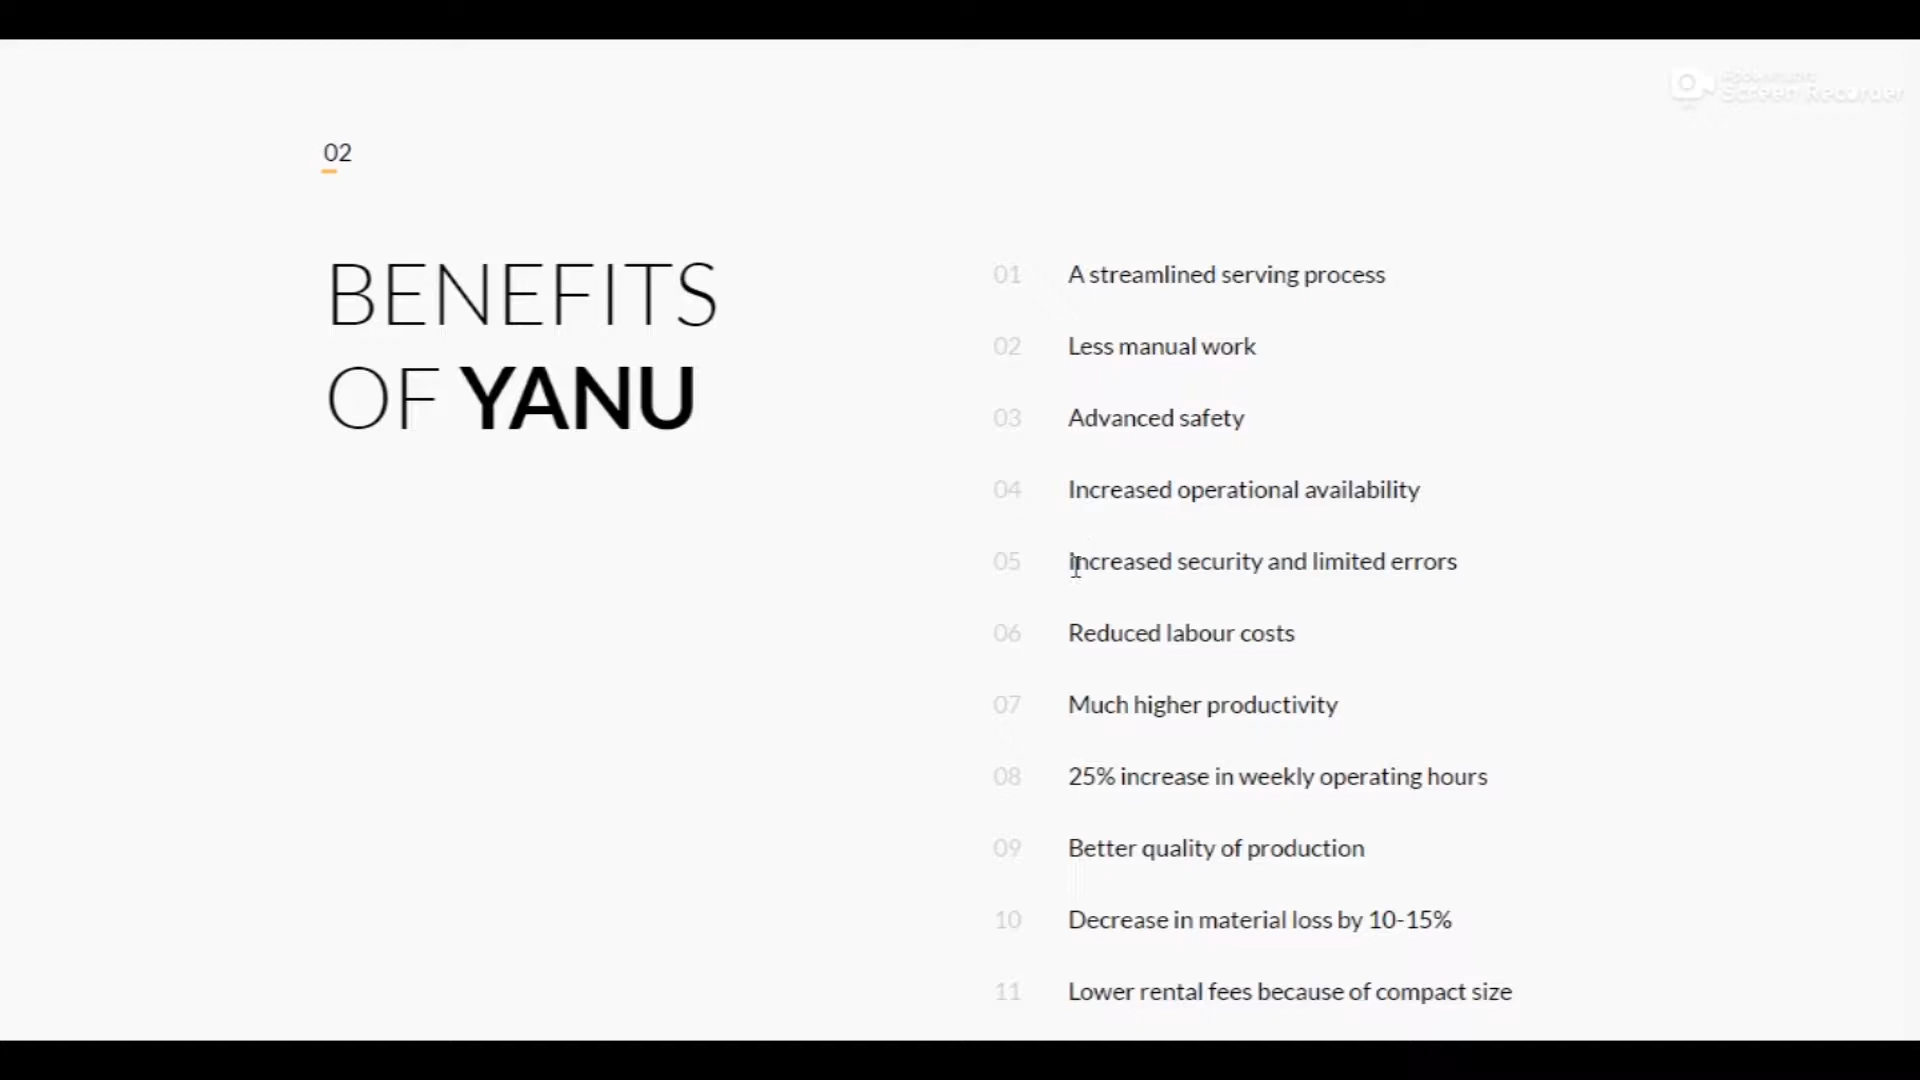 Screen Recorder
02
BENEFITS
OF YANU
01 A streamlined serving process
02 Less manual work
03 Advanced safety
04 Increased operational availability
05 Increased security and limited errors
06 Reduced labour costs
07 Much higher productivity
08 25% increase in weekly operating hours
09 Better quality of production
10 Decrease in material loss by 10-15%
11 Lower rental fees because of compact size